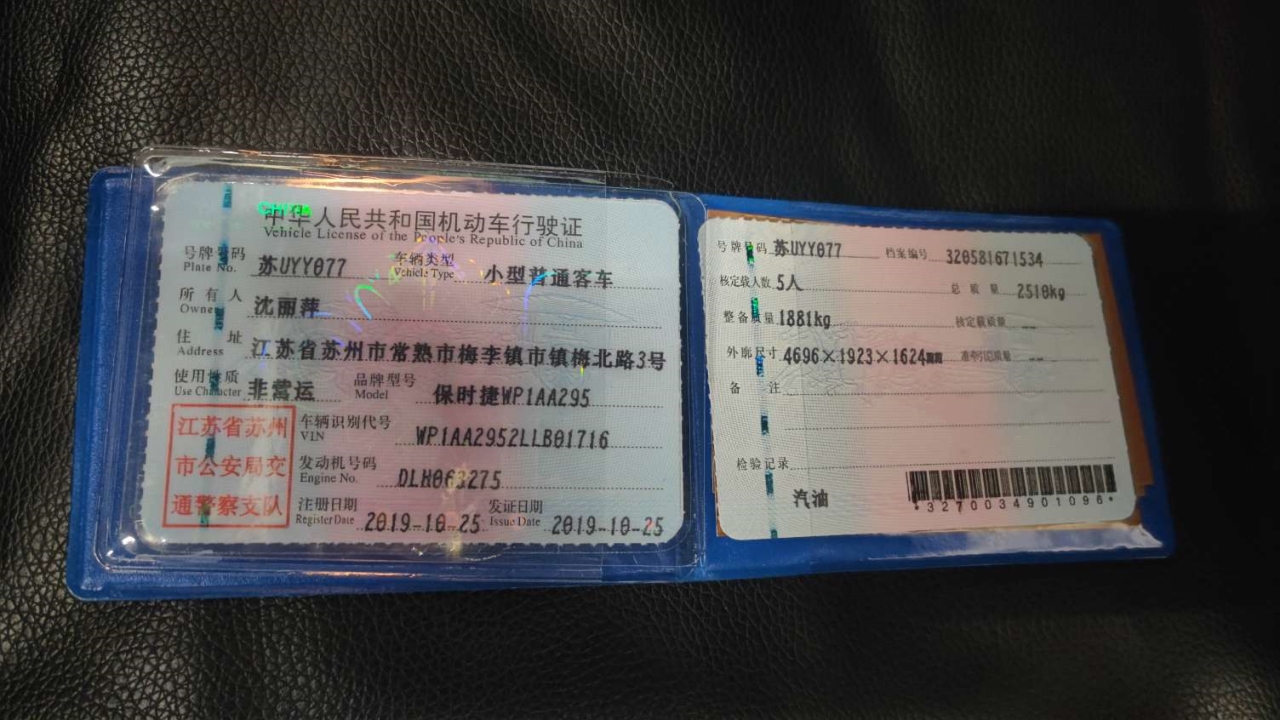 中华人民共和国机动车行驶证
Vehicle License of the People's Republic of China
号牌号码 Plate No. 苏UYY077 车辆类型 Vehicle Type 小型普通客车
所有人 Owner 沈丽萍
住址 Address 江苏省苏州市常熟市梅李镇市镇梅北路3号
使用性质 Use Character 非营运 品牌型号 Model 保时捷WP1AA295
江苏省苏州
市公安局交
通警察支队
车辆识别代号 VIN WP1AA2952LLB01716
发动机号码 Engine No. DLH063275
注册日期 Register Date 2019-10-25 发证日期 Issue Date 2019-10-25
号牌号码 苏UYY077 档案编号 320581671534
核定载人数 5人 总质量 2510kg
整备质量 1881kg 核定载质量 --
外廓尺寸 4696×1923×1624mm 准牵引总质量 --
备注
检验记录
汽油
*3270034901096*